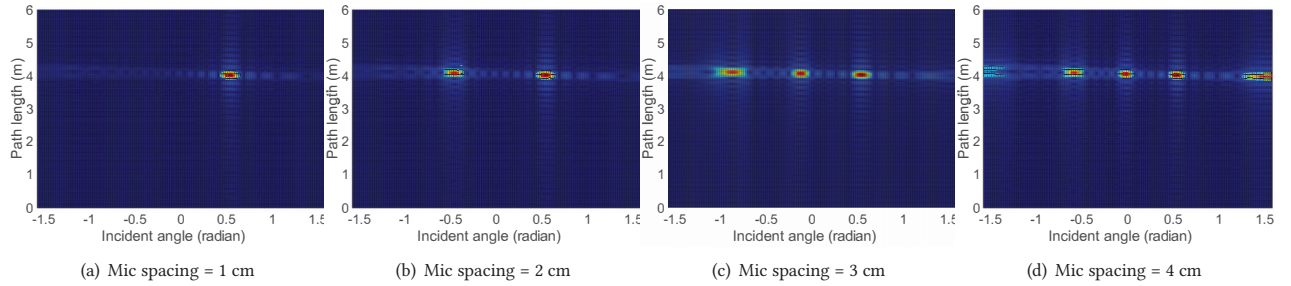 6
5
4
3
2
1
0
Path length (m)
-1.5 -1 -0.5 0 0.5 1 1.5
Incident angle (radian)
(a) Mic spacing = 1 cm
6
5
4
3
2
1
0
Path length (m)
-1.5 -1 -0.5 0 0.5 1 1.5
Incident angle (radian)
(b) Mic spacing = 2 cm
6
5
4
3
2
1
0
Path length (m)
-1.5 -1 -0.5 0 0.5 1 1.5
Incident angle (radian)
(c) Mic spacing = 3 cm
6
5
4
3
2
1
0
Path length (m)
-1.5 -1 -0.5 0 0.5 1 1.5
Incident angle (radian)
(d) Mic spacing = 4 cm